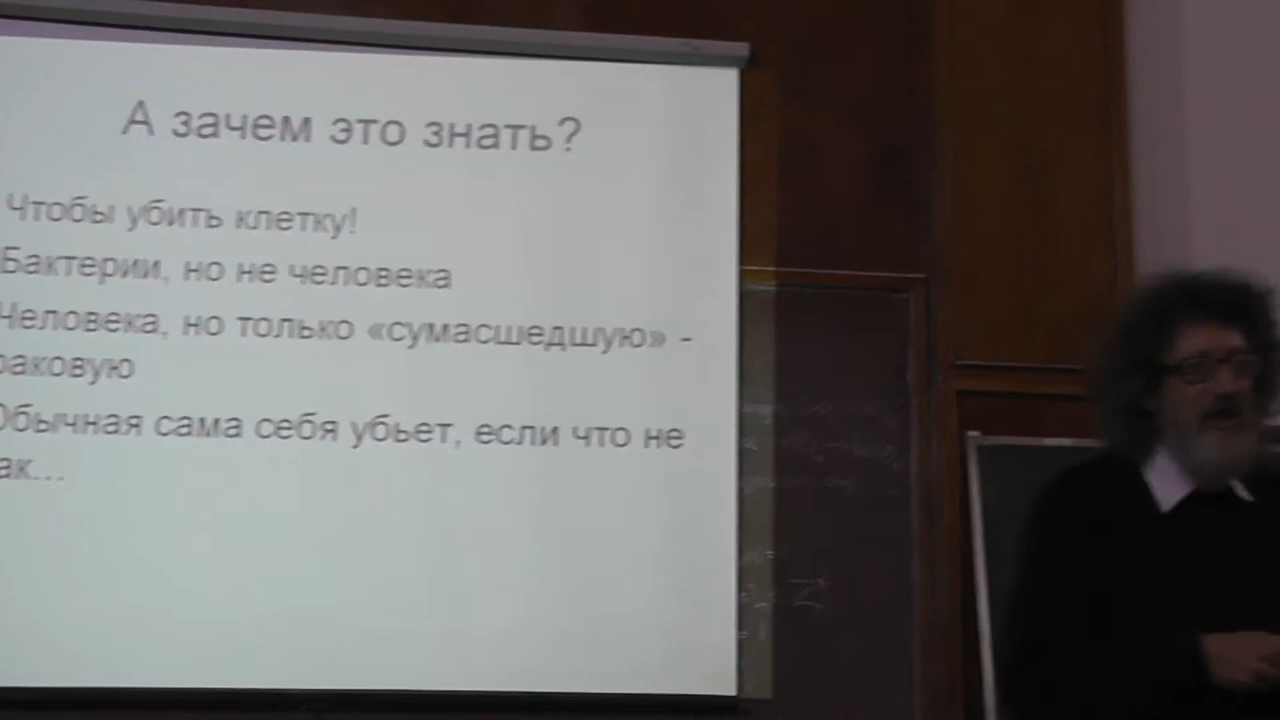 А зачем это знать?
Чтобы убить клетку!
Бактерии, но не человека
Человека, но только «сумасшедшую» -
раковую
Обычная сама себя убьет, если что не
ак...